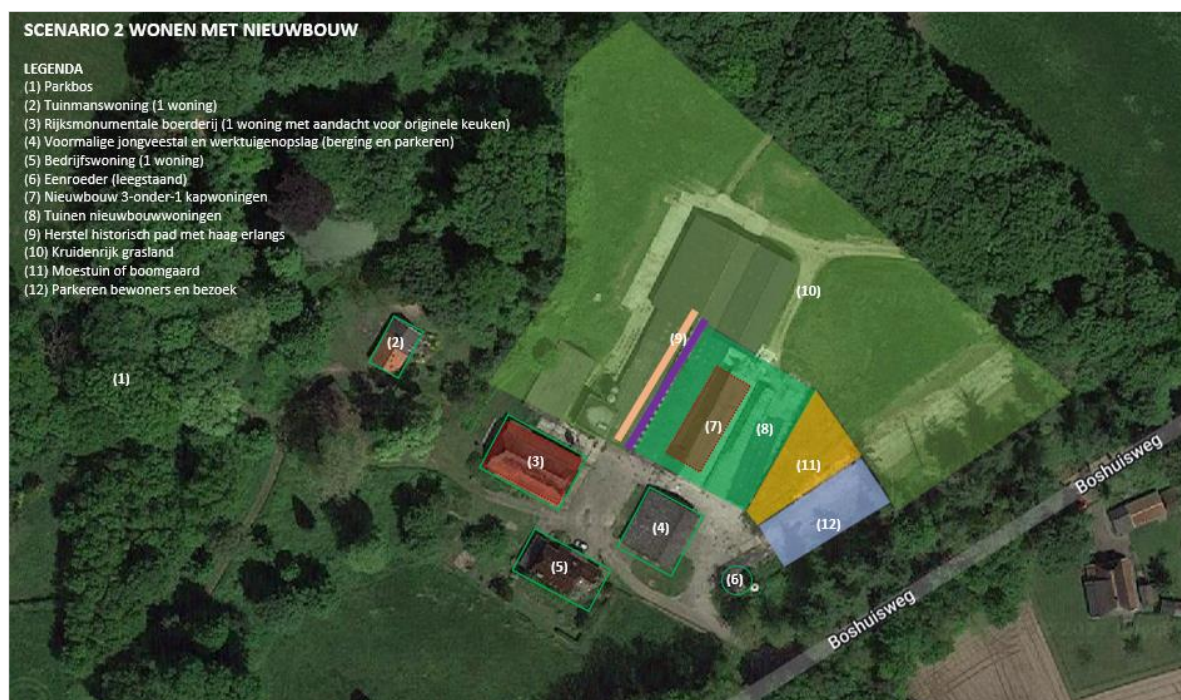 SCENARIO 2 WONEN MET NIEUWBOUW
LEGENDA
(1) Parkbos
(2) Tuinmanswoning (1 woning)
(3) Rijksmonumentale boerderij (1 woning met aandacht voor originele keuken)
(4) Voormalige jongveestal en werktuigenopslag (berging en parkeren)
(5) Bedrijfswoning (1 woning)
(6) Eenroeder (leegstaand)
(7) Nieuwbouw 3-onder-1 kapwoningen
(8) Tuinen nieuwbouwwoningen
(9) Herstel historisch pad met haag erlangs
(10) Kruidenrijk grasland
(11) Moestuin of boomgaard
(12) Parkeren bewoners en bezoek
(10)
(9)
(2)
(1)
(7)
(8)
(3)
(11)
Boshuisweg
(4)
(12)
(5)
(6)
Boshuisweg